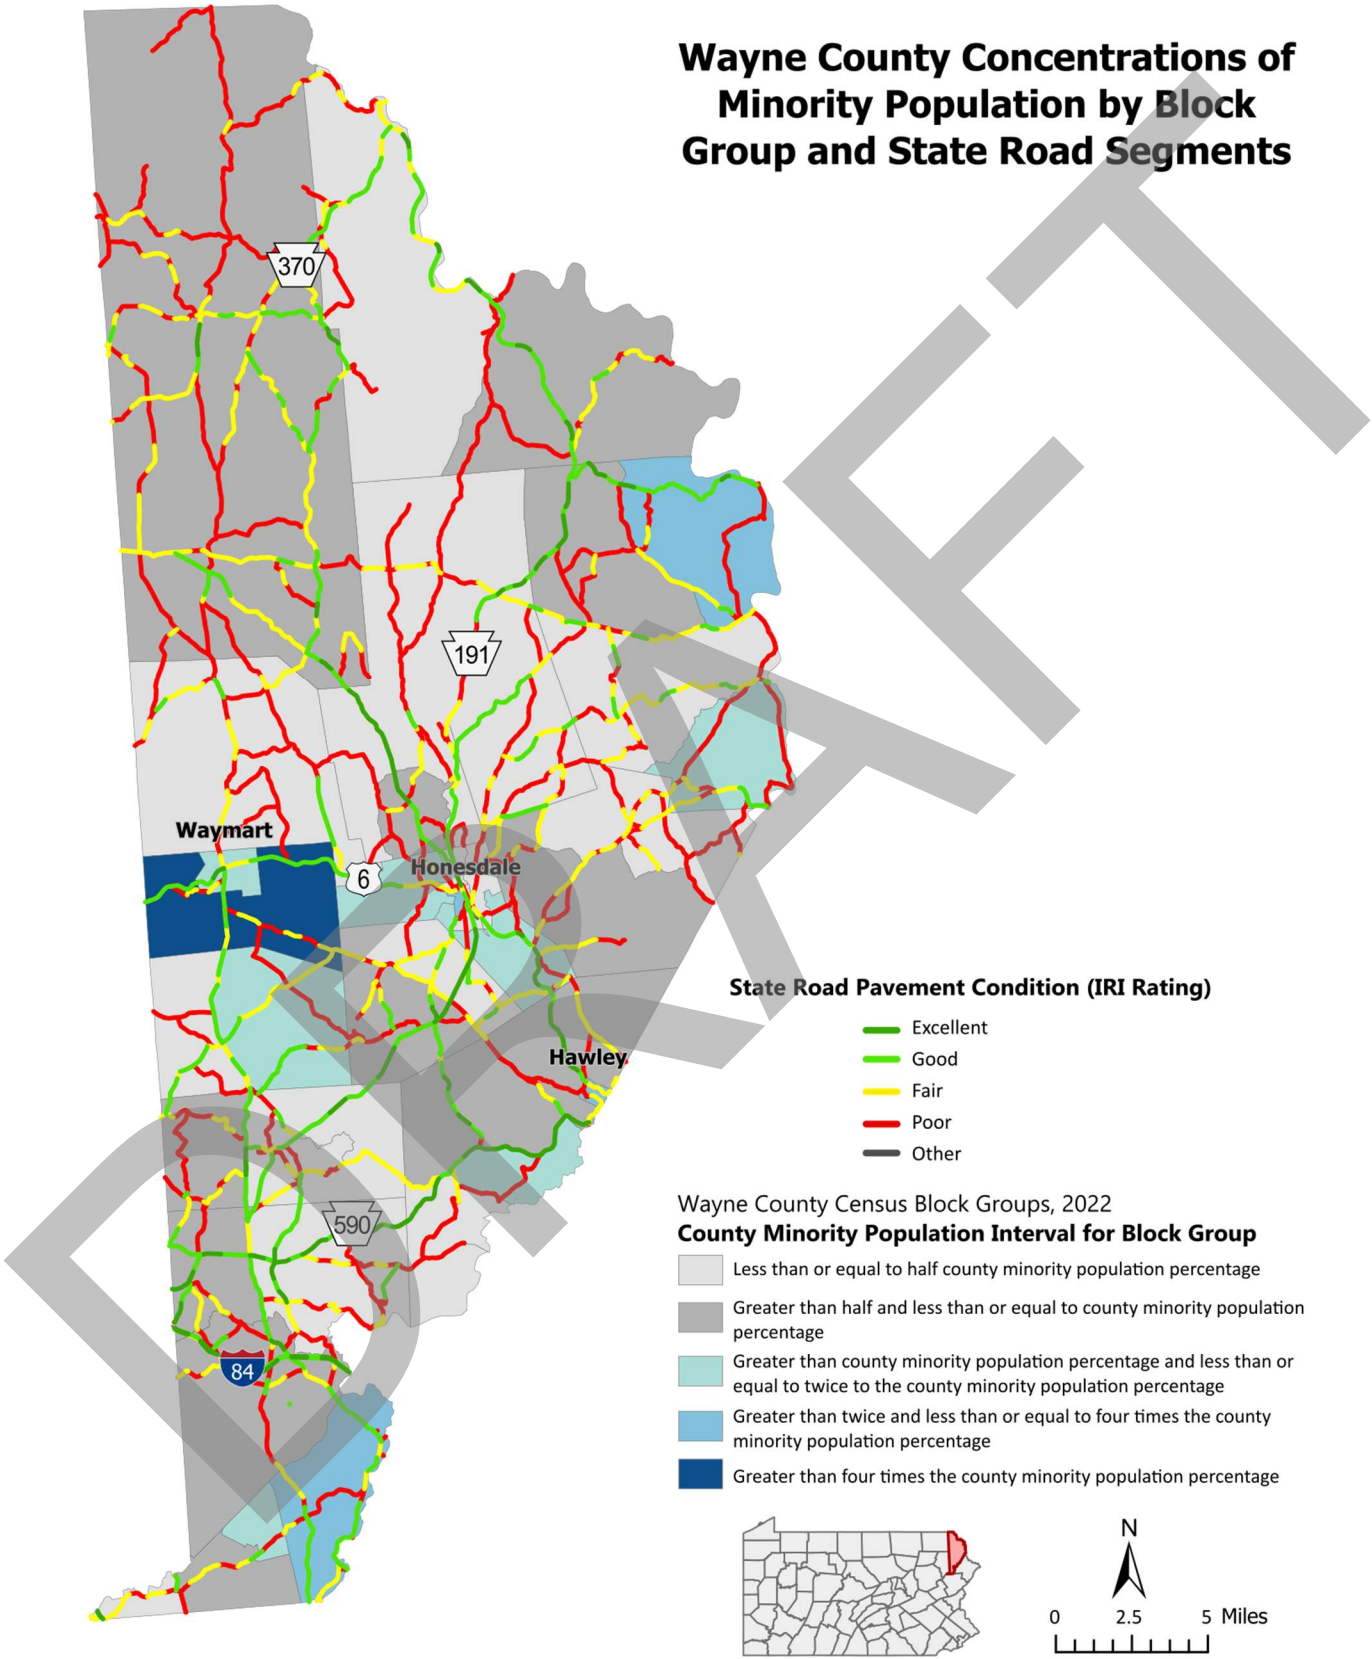 Wayne County Concentrations of
Minority Population by Block
Group and State Road Segments
370
191
Waymart
6
Honesdale
Hawley
590
84
DRAFT
State Road Pavement Condition (IRI Rating)
Excellent
Good
Fair
Poor
Other
Wayne County Census Block Groups, 2022
County Minority Population Interval for Block Group
Less than or equal to half county minority population percentage
Greater than half and less than or equal to county minority population
percentage
Greater than county minority population percentage and less than or
equal to twice to the county minority population percentage
Greater than twice and less than or equal to four times the county
minority population percentage
Greater than four times the county minority population percentage
N
0 2.5 5 Miles